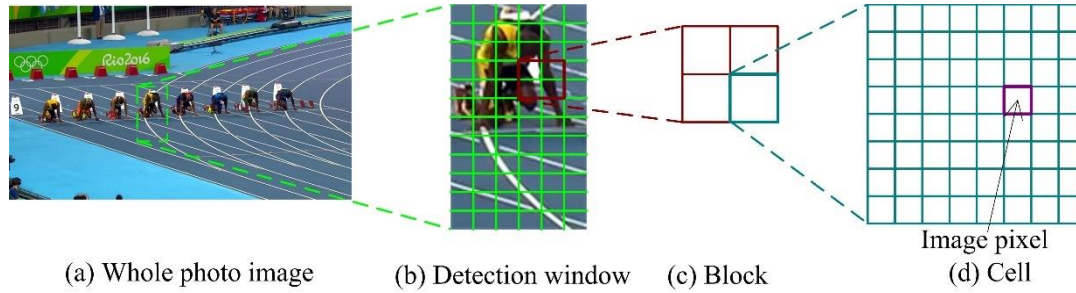 Rio2016
9
Image pixel
(a) Whole photo image
(b) Detection window
(c) Block
(d) Cell